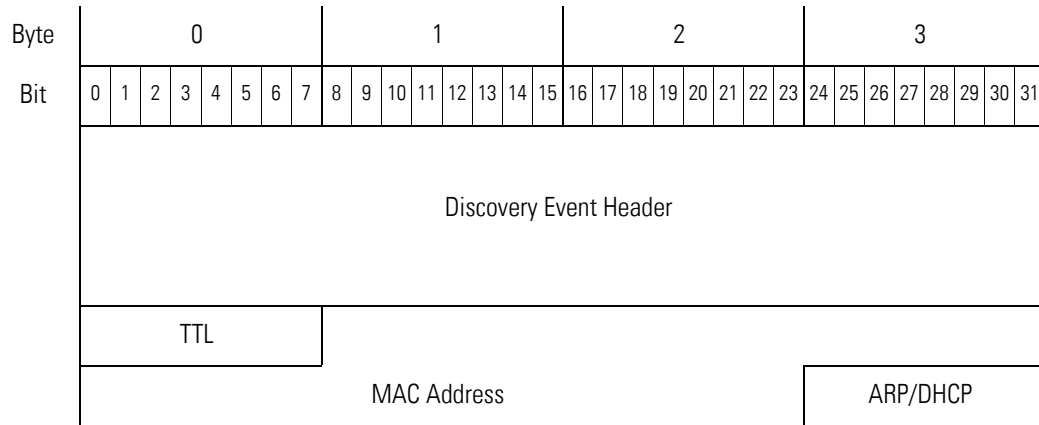 Byte 0 1 2 3
Bit 0 1 2 3 4 5 6 7 8 9 10 11 12 13 14 15 16 17 18 19 20 21 22 23 24 25 26 27 28 29 30 31
Discovery Event Header
TTL
MAC Address ARP/DHCP